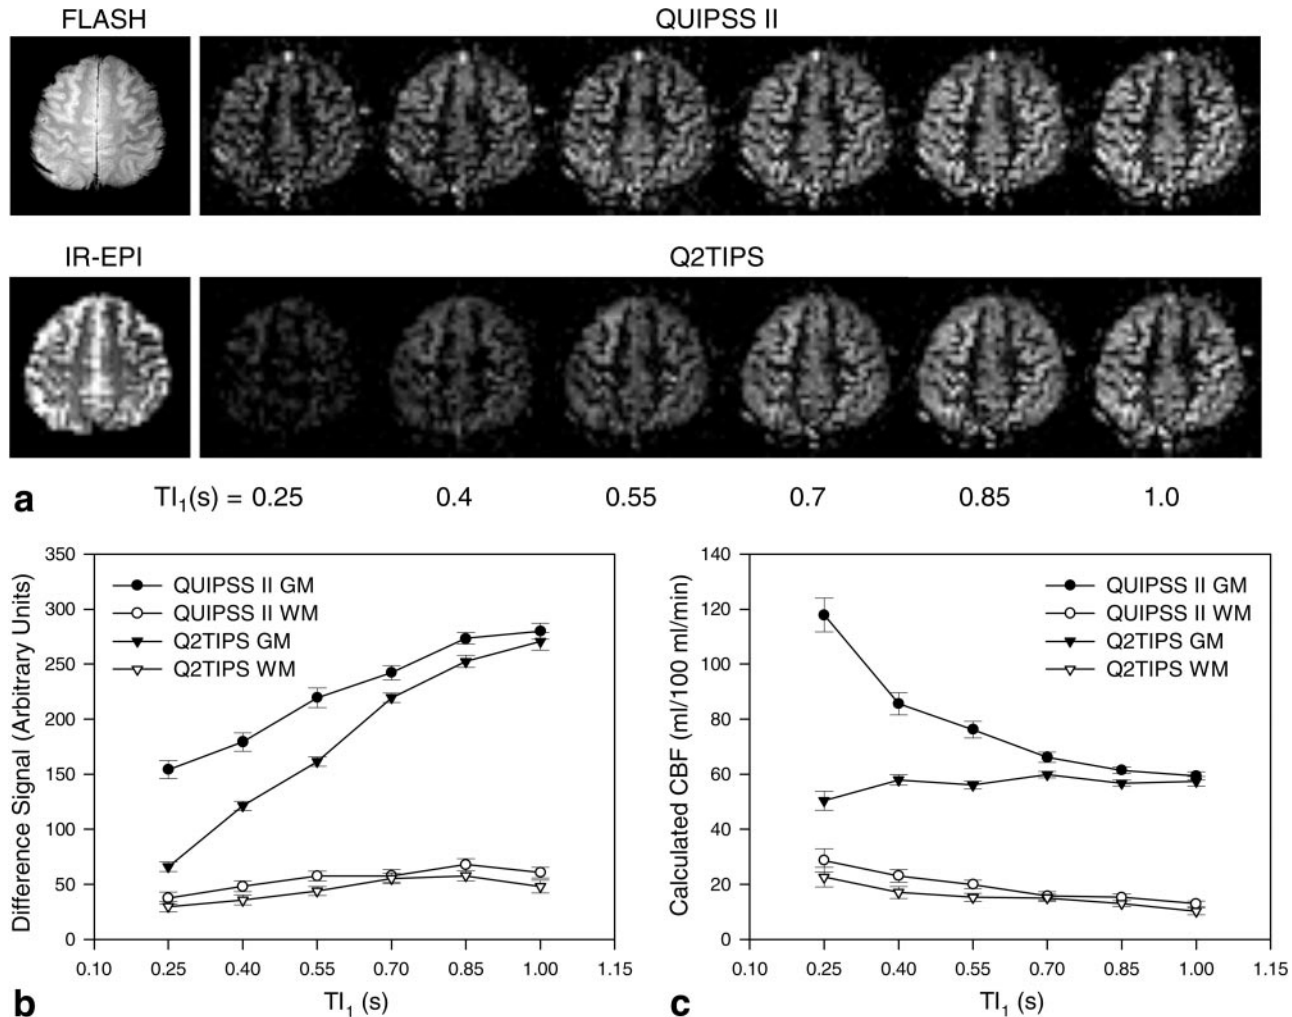 FLASH QUIPSS II
IR-EPI Q2TIPS
a TI₁(s) = 0.25 0.4 0.55 0.7 0.85 1.0
350
300
250
200
150
100
50
0
Difference Signal (Arbitrary Units)
QUIPSS II GM
QUIPSS II WM
Q2TIPS GM
Q2TIPS WM
0.10 0.25 0.40 0.55 0.70 0.85 1.00 1.15
b TI₁ (s)
140
120
100
80
60
40
20
0
Calculated CBF (ml/100 ml/min)
QUIPSS II GM
QUIPSS II WM
Q2TIPS GM
Q2TIPS WM
0.10 0.25 0.40 0.55 0.70 0.85 1.00 1.15
c TI₁ (s)